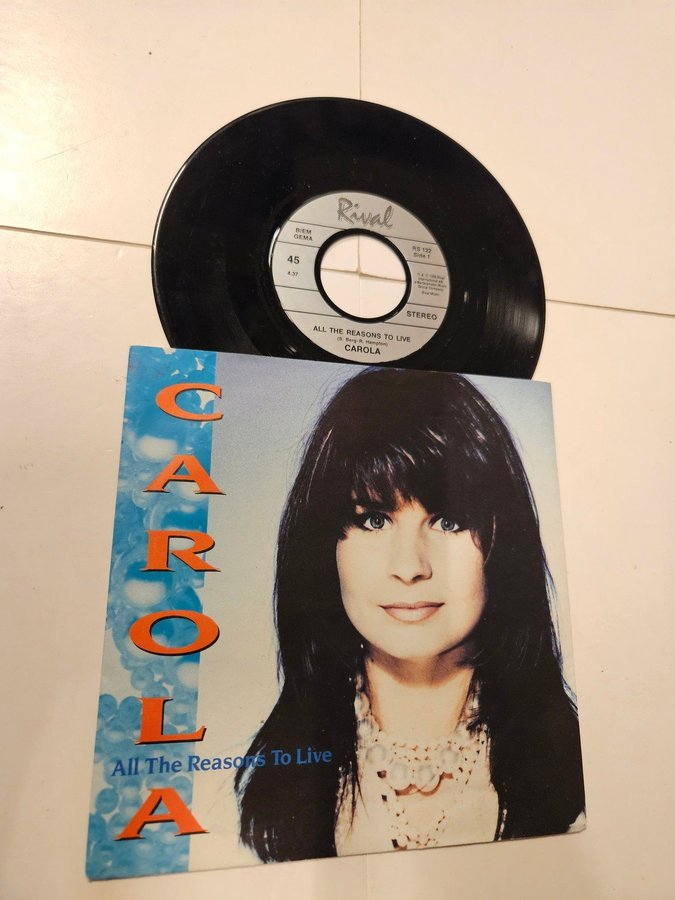 Rival
BIEM
GEMA
RS 132
Side 1
45
4:37
STEREO
ALL THE REASONS TO LIVE
(S. Berg-R. Hampton)
CAROLA
CAROLA
All The Reasons To Live